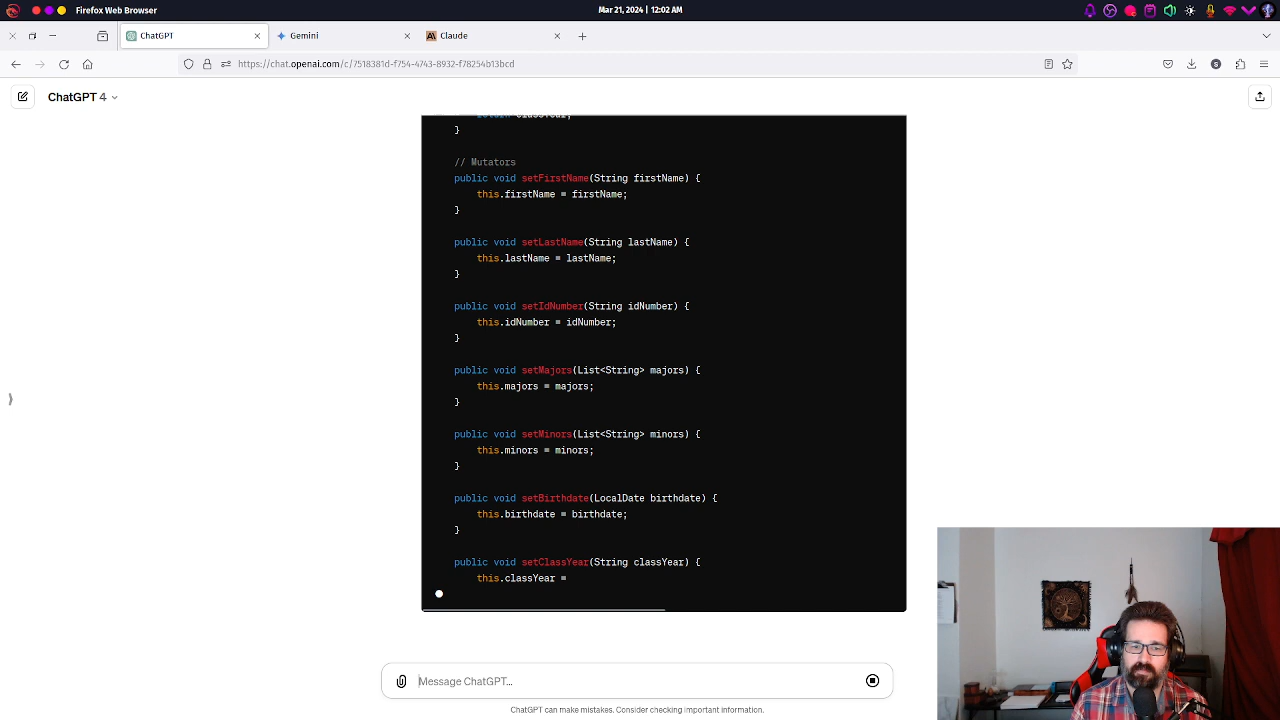 Firefox Web Browser
Mar 21, 2024 | 12:02 AM
ChatGPT
Gemini
Claude
https://chat.openai.com/c/7518381d-f754-4743-8932-f78254b13bcd
ChatGPT 4
return classYear;
}
// Mutators
public void setFirstName(String firstName) {
this.firstName = firstName;
}
public void setLastName(String lastName) {
this.lastName = lastName;
}
public void setIdNumber(String idNumber) {
this.idNumber = idNumber;
}
public void setMajors(List<String> majors) {
this.majors = majors;
}
public void setMinors(List<String> minors) {
this.minors = minors;
}
public void setBirthdate(LocalDate birthdate) {
this.birthdate = birthdate;
}
public void setClassYear(String classYear) {
this.classYear =
Message ChatGPT...
ChatGPT can make mistakes. Consider checking important information.